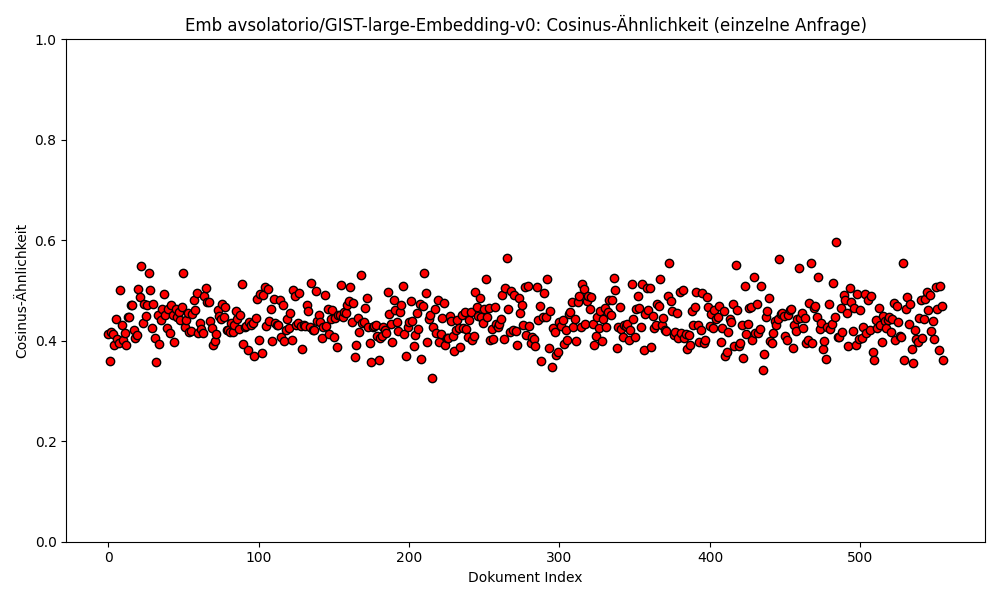 Emb avsolatorio/GIST-large-Embedding-v0: Cosinus-Ähnlichkeit (einzelne Anfrage)
1.0
0.8
0.6
0.4
0.2
0.0
Cosinus-Ähnlichkeit
0 100 200 300 400 500
Dokument Index